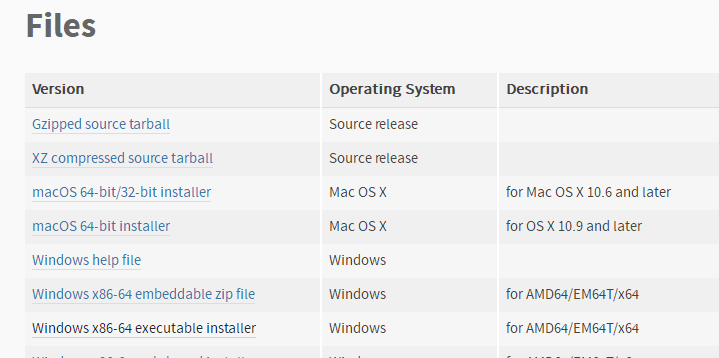 Files
Version Operating System Description
Gzipped source tarball Source release
XZ compressed source tarball Source release
macOS 64-bit/32-bit installer Mac OS X for Mac OS X 10.6 and later
macOS 64-bit installer Mac OS X for OS X 10.9 and later
Windows help file Windows
Windows x86-64 embeddable zip file Windows for AMD64/EM64T/x64
Windows x86-64 executable installer Windows for AMD64/EM64T/x64